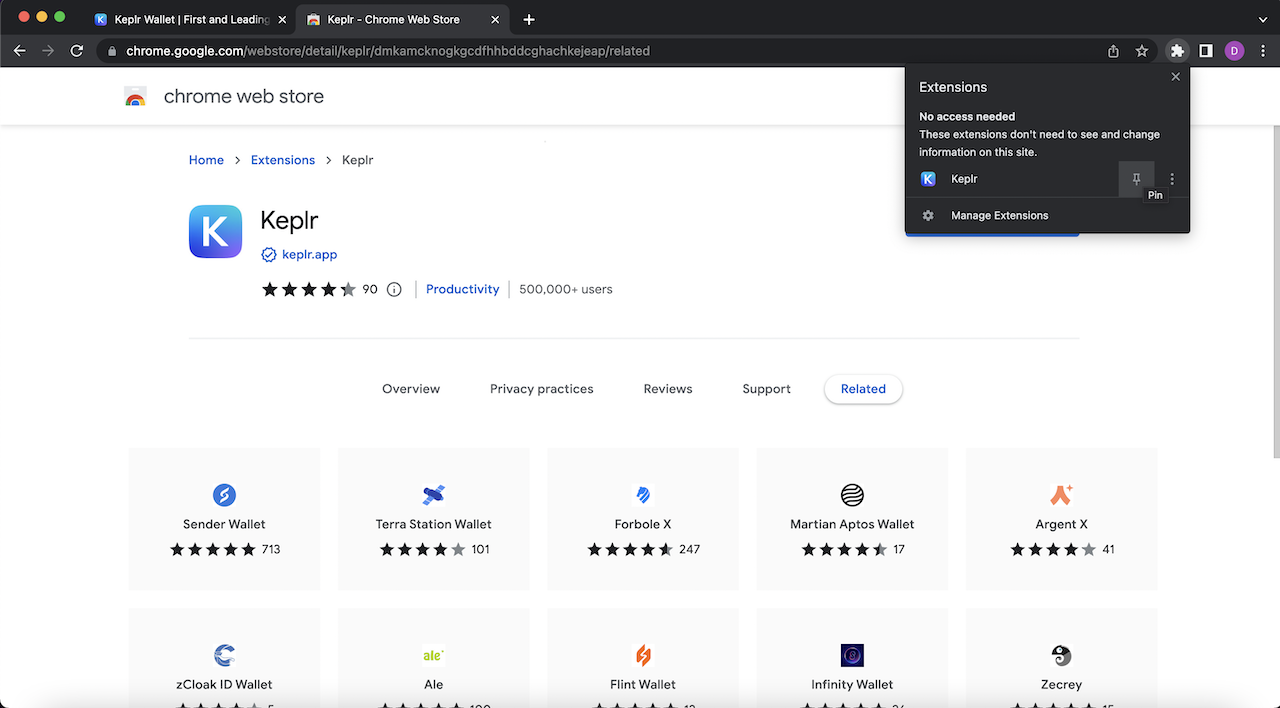 Keplr Wallet | First and Leading
Keplr - Chrome Web Store
chrome.google.com/webstore/detail/keplr/dmkamcknogkgcdfhhbddcghachkejeap/related
D
chrome web store
Extensions
No access needed
These extensions don't need to see and change
information on this site.
K
Keplr
Pin
Manage Extensions
Home > Extensions > Keplr
K
Keplr
keplr.app
90
Productivity
500,000+ users
Overview
Privacy practices
Reviews
Support
Related
Sender Wallet
713
Terra Station Wallet
101
Forbole X
247
Martian Aptos Wallet
17
Argent X
41
zCloak ID Wallet
ale
Ale
Flint Wallet
Infinity Wallet
Zecrey